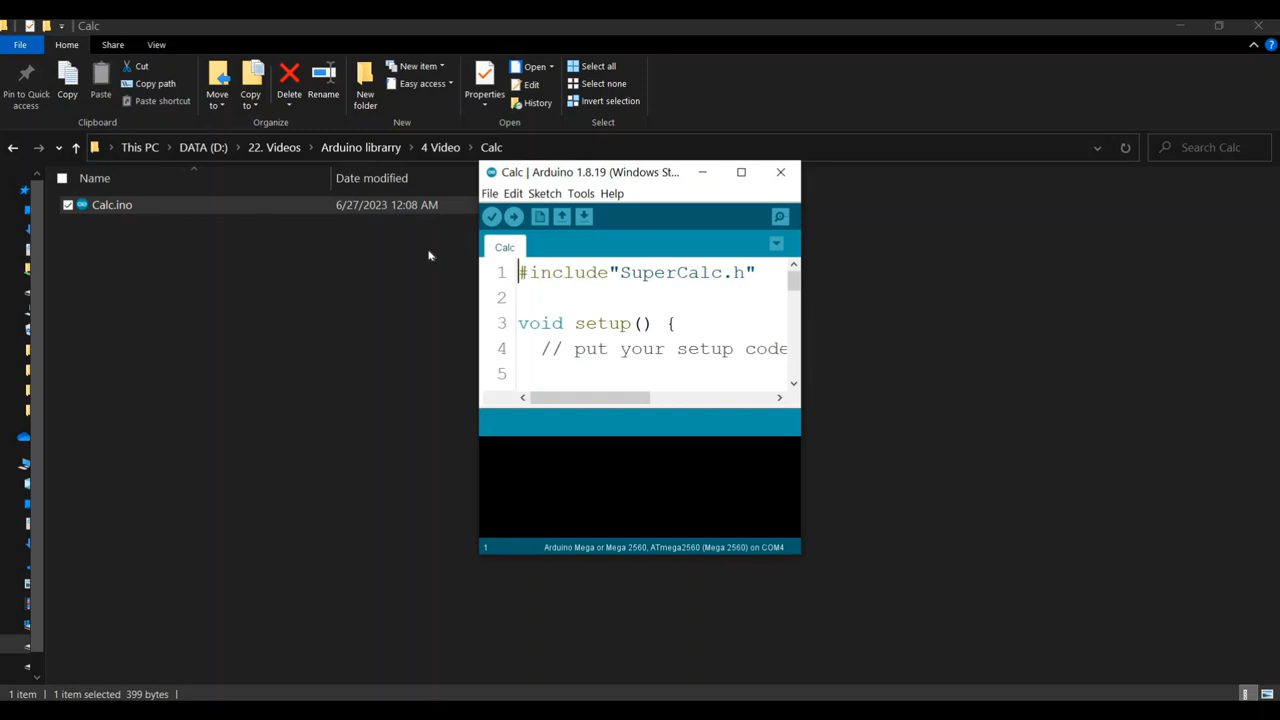 Calc
File Home Share View
Pin to Quick access
Copy
Paste
Cut
Copy path
Paste shortcut
Clipboard
Move to
Copy to
Delete
Rename
Organize
New folder
New item
Easy access
New
Properties
Open
Edit
History
Open
Select all
Select none
Invert selection
Select
This PC > DATA (D:) > 22. Videos > Arduino librarry > 4 Video > Calc
Search Calc
Name Date modified
Calc.ino 6/27/2023 12:08 AM
Calc | Arduino 1.8.19 (Windows St...
File Edit Sketch Tools Help
Calc
1 #include"SuperCalc.h"
2
3 void setup() {
4 // put your setup code
5
1 Arduino Mega or Mega 2560, ATmega2560 (Mega 2560) on COM4
1 item 1 item selected 399 bytes